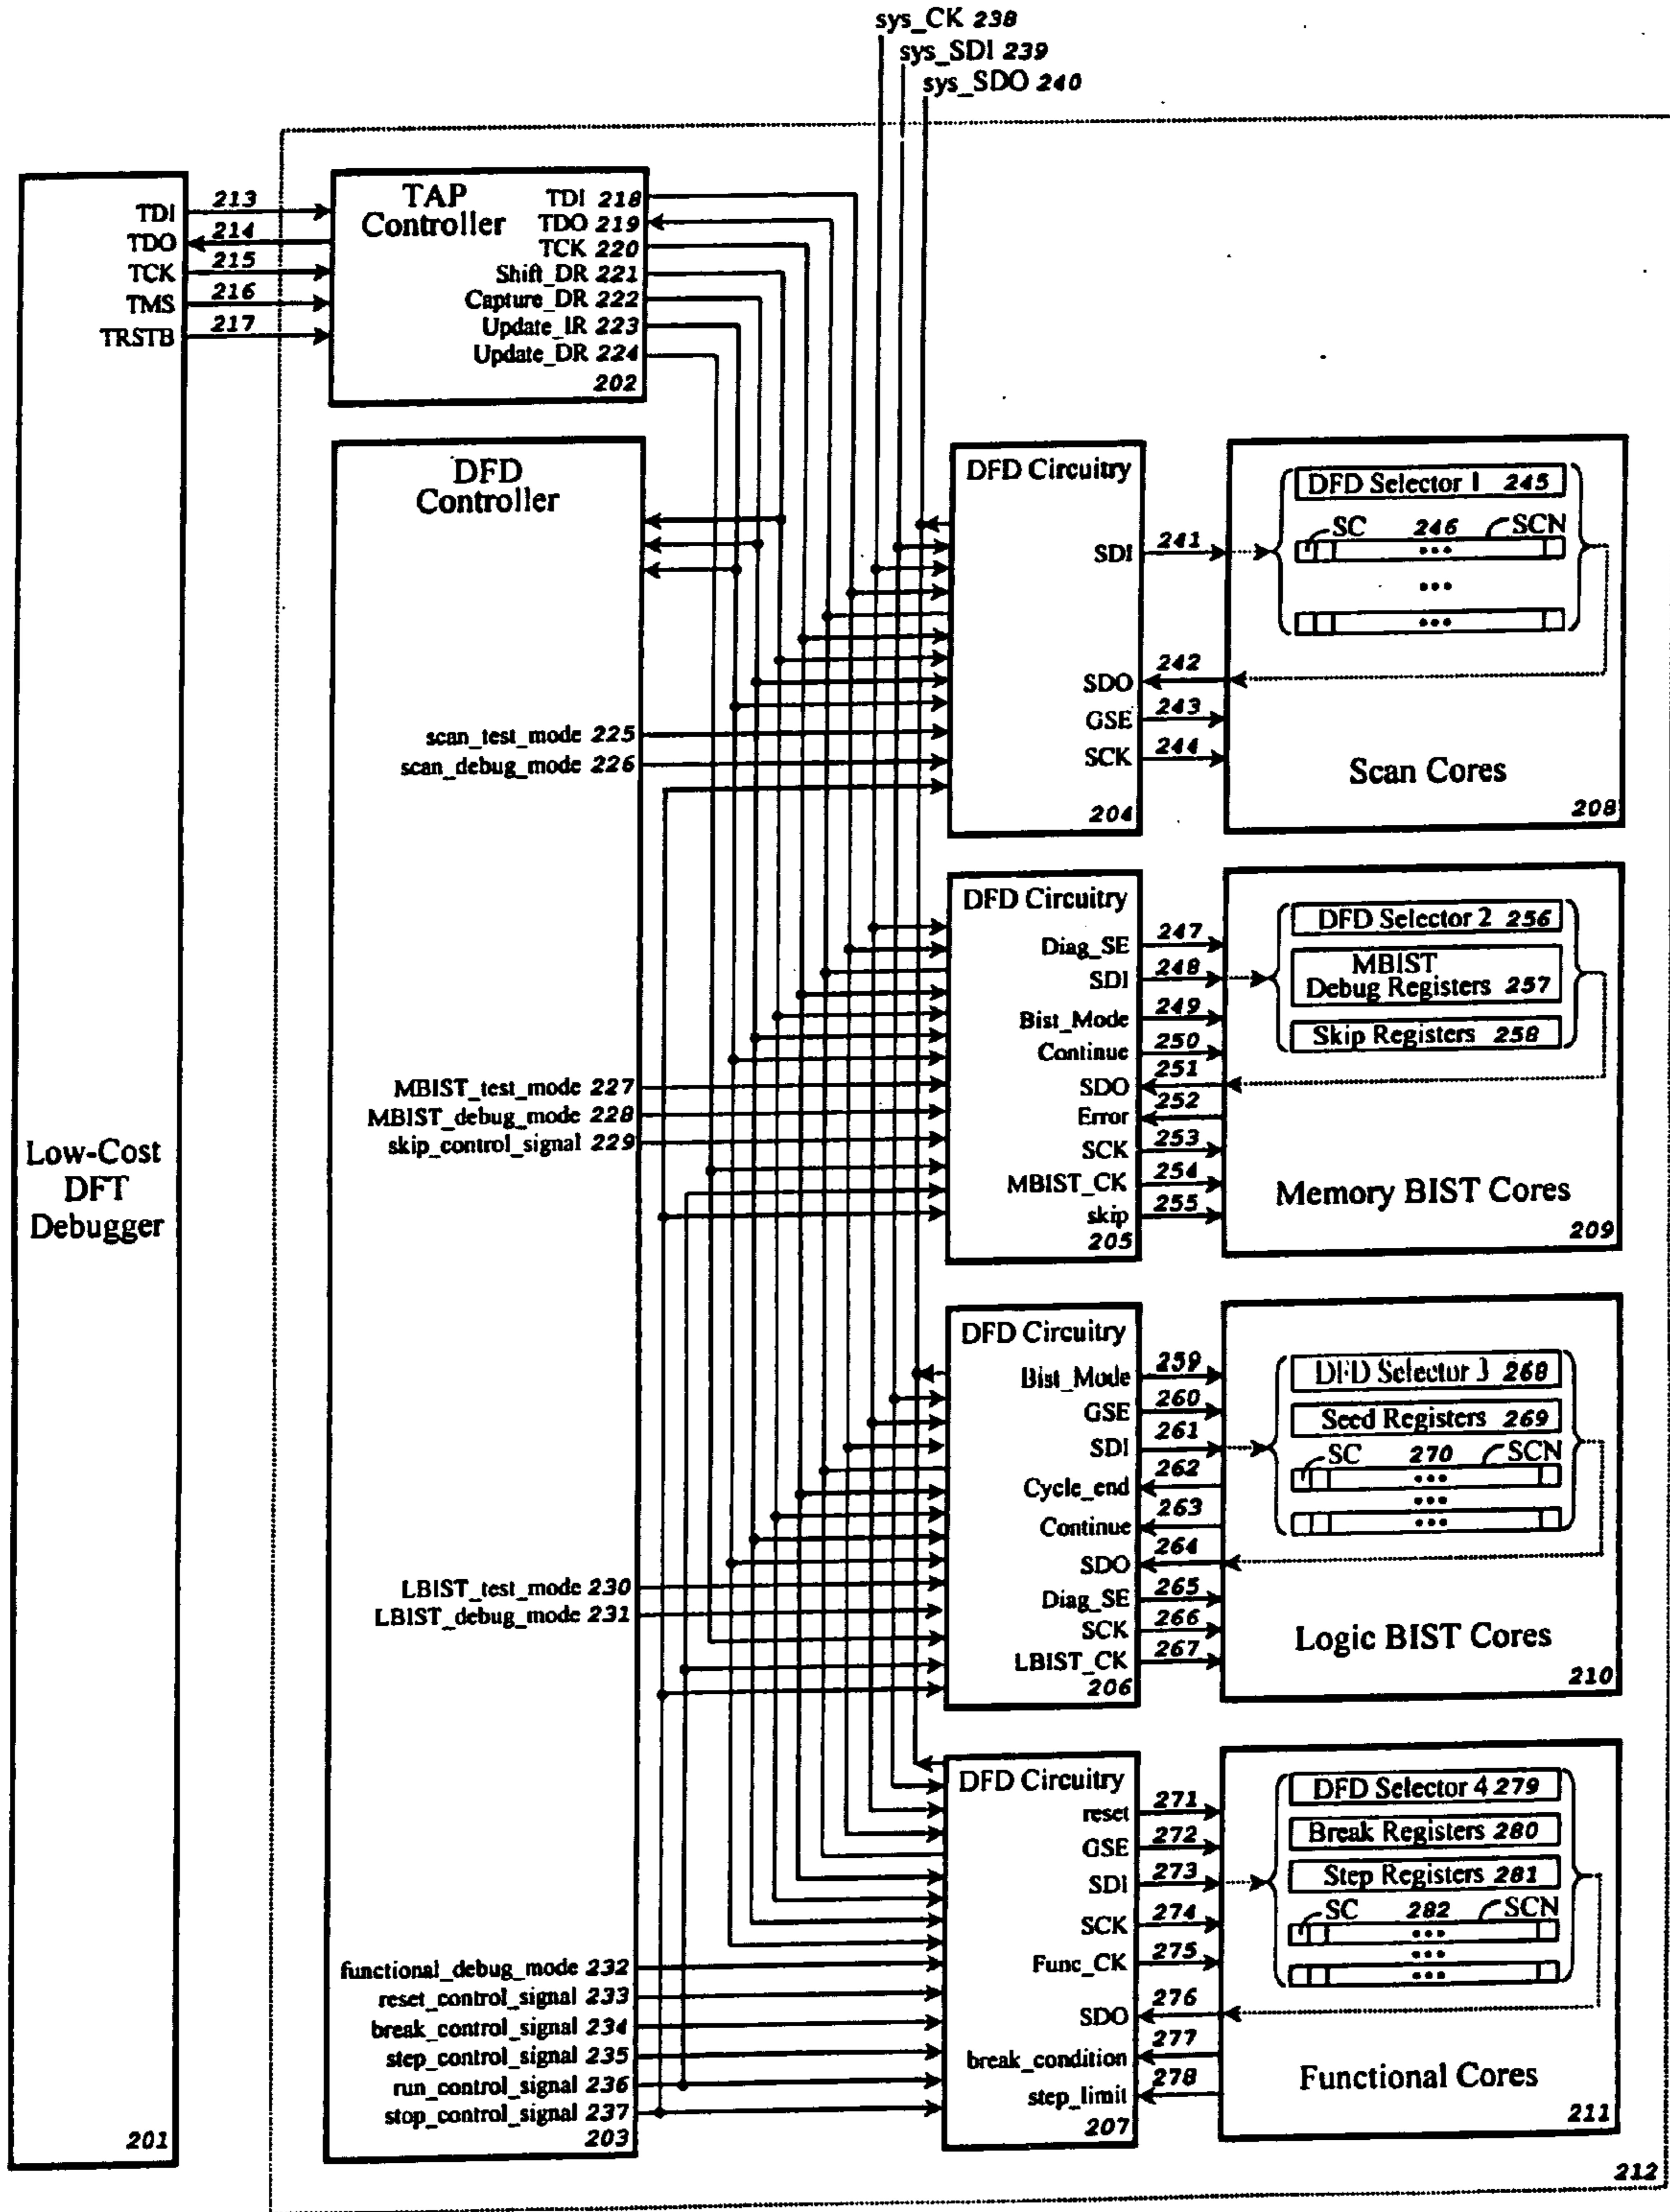 sys_CK 238
sys_SDI 239
sys_SDO 240
TDI 213
TDO 214
TCK 215
TMS 216
TRSTB 217
Low-Cost
DFT
Debugger
201
TAP
Controller
TDI 218
TDO 219
TCK 220
Shift_DR 221
Capture_DR 222
Update_IR 223
Update_DR 224
202
DFD
Controller
scan_test_mode 225
scan_debug_mode 226
MBIST_test_mode 227
MBIST_debug_mode 228
skip_control_signal 229
LBIST_test_mode 230
LBIST_debug_mode 231
functional_debug_mode 232
reset_control_signal 233
break_control_signal 234
step_control_signal 235
run_control_signal 236
stop_control_signal 237
203
DFD Circuitry
SDI 241
SDO 242
GSE 243
SCK 244
204
DFD Selector 1 245
SC 246 SCN
...
...
...
Scan Cores
208
DFD Circuitry
Diag_SE 247
SDI 248
Bist_Mode 249
Continue 250
SDO 251
Error 252
SCK 253
MBIST_CK 254
skip 255
205
DFD Selector 2 256
MBIST
Debug Registers 257
Skip Registers 258
Memory BIST Cores
209
DFD Circuitry
Bist_Mode 259
GSE 260
SDI 261
Cycle_end 262
Continue 263
SDO 264
Diag_SE 265
SCK 266
LBIST_CK 267
206
DFD Selector 3 268
Seed Registers 269
SC 270 SCN
...
...
...
Logic BIST Cores
210
DFD Circuitry
reset 271
GSE 272
SDI 273
SCK 274
Func_CK 275
SDO 276
break_condition 277
step_limit 278
207
DFD Selector 4 279
Break Registers 280
Step Registers 281
SC 282 SCN
...
...
...
Functional Cores
211
212